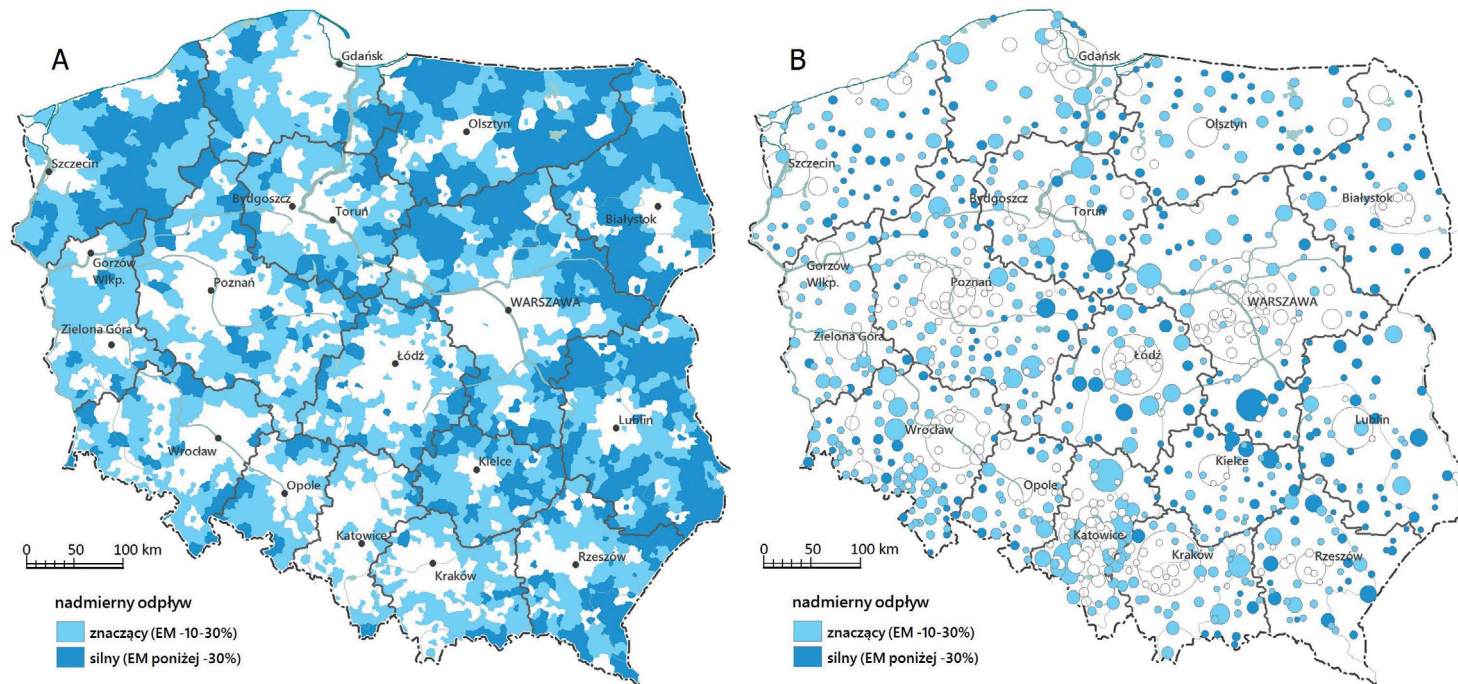 A
Gdańsk
Olsztyn
Szczecin
Bydgoszcz
Toruń
Białystok
Gorzów
Wlkp.
Poznań
WARSZAWA
Zielona Góra
Łódź
Lublin
Wrocław
Kielce
Opole
Katowice
Kraków
Rzeszów
0 50 100 km
nadmierny odpływ
znaczący (EM -10-30%)
silny (EM poniżej -30%)
B
Gdańsk
Olsztyn
Szczecin
Bydgoszcz
Toruń
Białystok
Gorzów
Wlkp.
Poznań
WARSZAWA
Zielona Góra
Łódź
Lublin
Wrocław
Kielce
Opole
Katowice
Kraków
Rzeszów
0 50 100 km
nadmierny odpływ
znaczący (EM -10-30%)
silny (EM poniżej -30%)